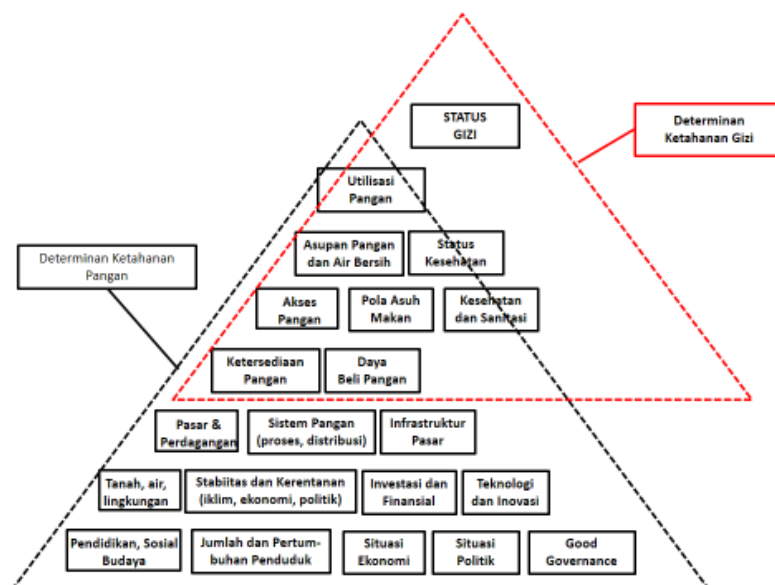 STATUS
GIZI
Determinan
Ketahanan Gizi
Utilisasi
Pangan
Determinan Ketahanan
Pangan
Asupan Pangan
dan Air Bersih
Status
Kesehatan
Akses
Pangan
Pola Asuh
Makan
Kesehatan
dan Sanitasi
Ketersediaan
Pangan
Daya
Beli Pangan
Pasar &
Perdagangan
Sistem Pangan
(proses, distribusi)
Infrastruktur
Pasar
Tanah, air,
lingkungan
Stabiitas dan Kerentanan
(iklim, ekonomi, politik)
Investasi dan
Finansial
Teknologi
dan Inovasi
Pendidikan, Sosial
Budaya
Jumlah dan Pertum-
buhan Penduduk
Situasi
Ekonomi
Situasi
Politik
Good
Governance